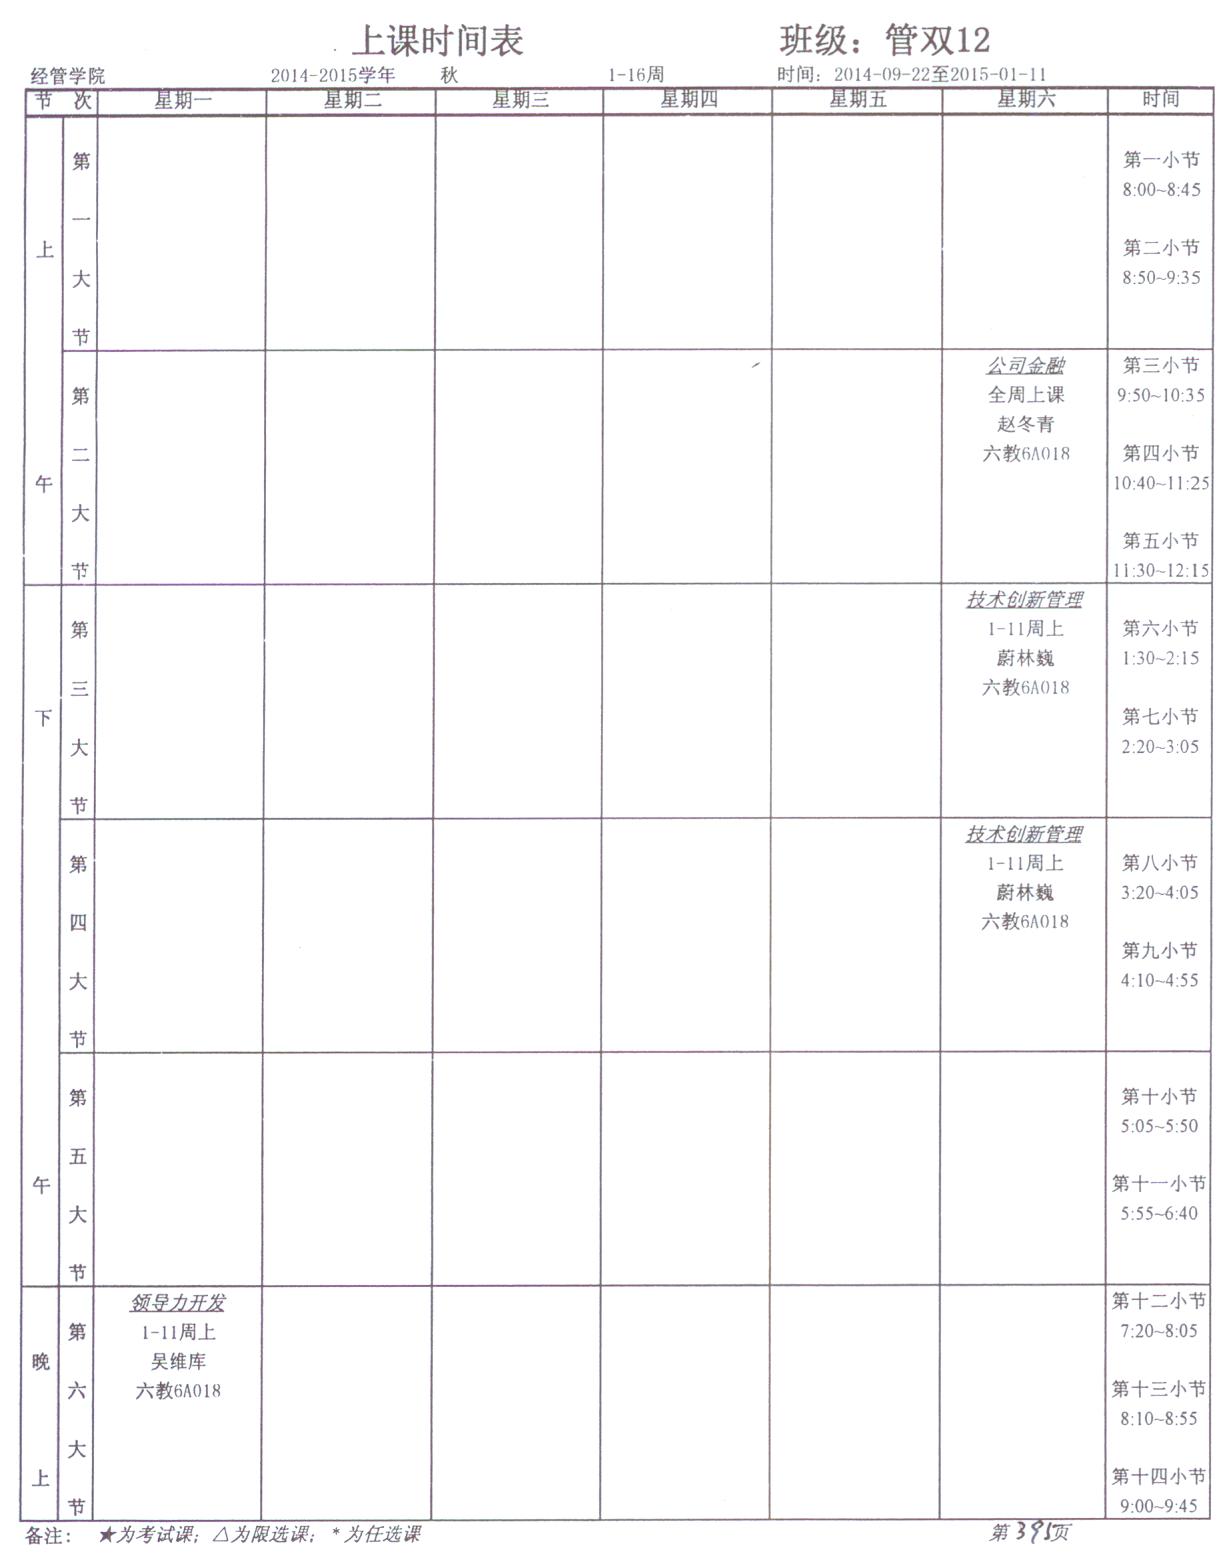 上课时间表 班级：管双12
经管学院 2014-2015学年 秋 1-16周 时间：2014-09-22至2015-01-11
节 次 星期一 星期二 星期三 星期四 星期五 星期六 时间
上午
第一大节
第一小节
8:00~8:45
第二小节
8:50~9:35
第二大节
公司金融
全周上课
赵冬青
六教6A018
第三小节
9:50~10:35
第四小节
10:40~11:25
第五小节
11:30~12:15
下午
第三大节
技术创新管理
1-11周上
蔚林巍
六教6A018
第六小节
1:30~2:15
第七小节
2:20~3:05
第四大节
技术创新管理
1-11周上
蔚林巍
六教6A018
第八小节
3:20~4:05
第九小节
4:10~4:55
第五大节
第十小节
5:05~5:50
第十一小节
5:55~6:40
晚上
第六大节
领导力开发
1-11周上
吴维库
六教6A018
第十二小节
7:20~8:05
第十三小节
8:10~8:55
第十四小节
9:00~9:45
备注： ★为考试课；△为限选课；*为任选课 第395页